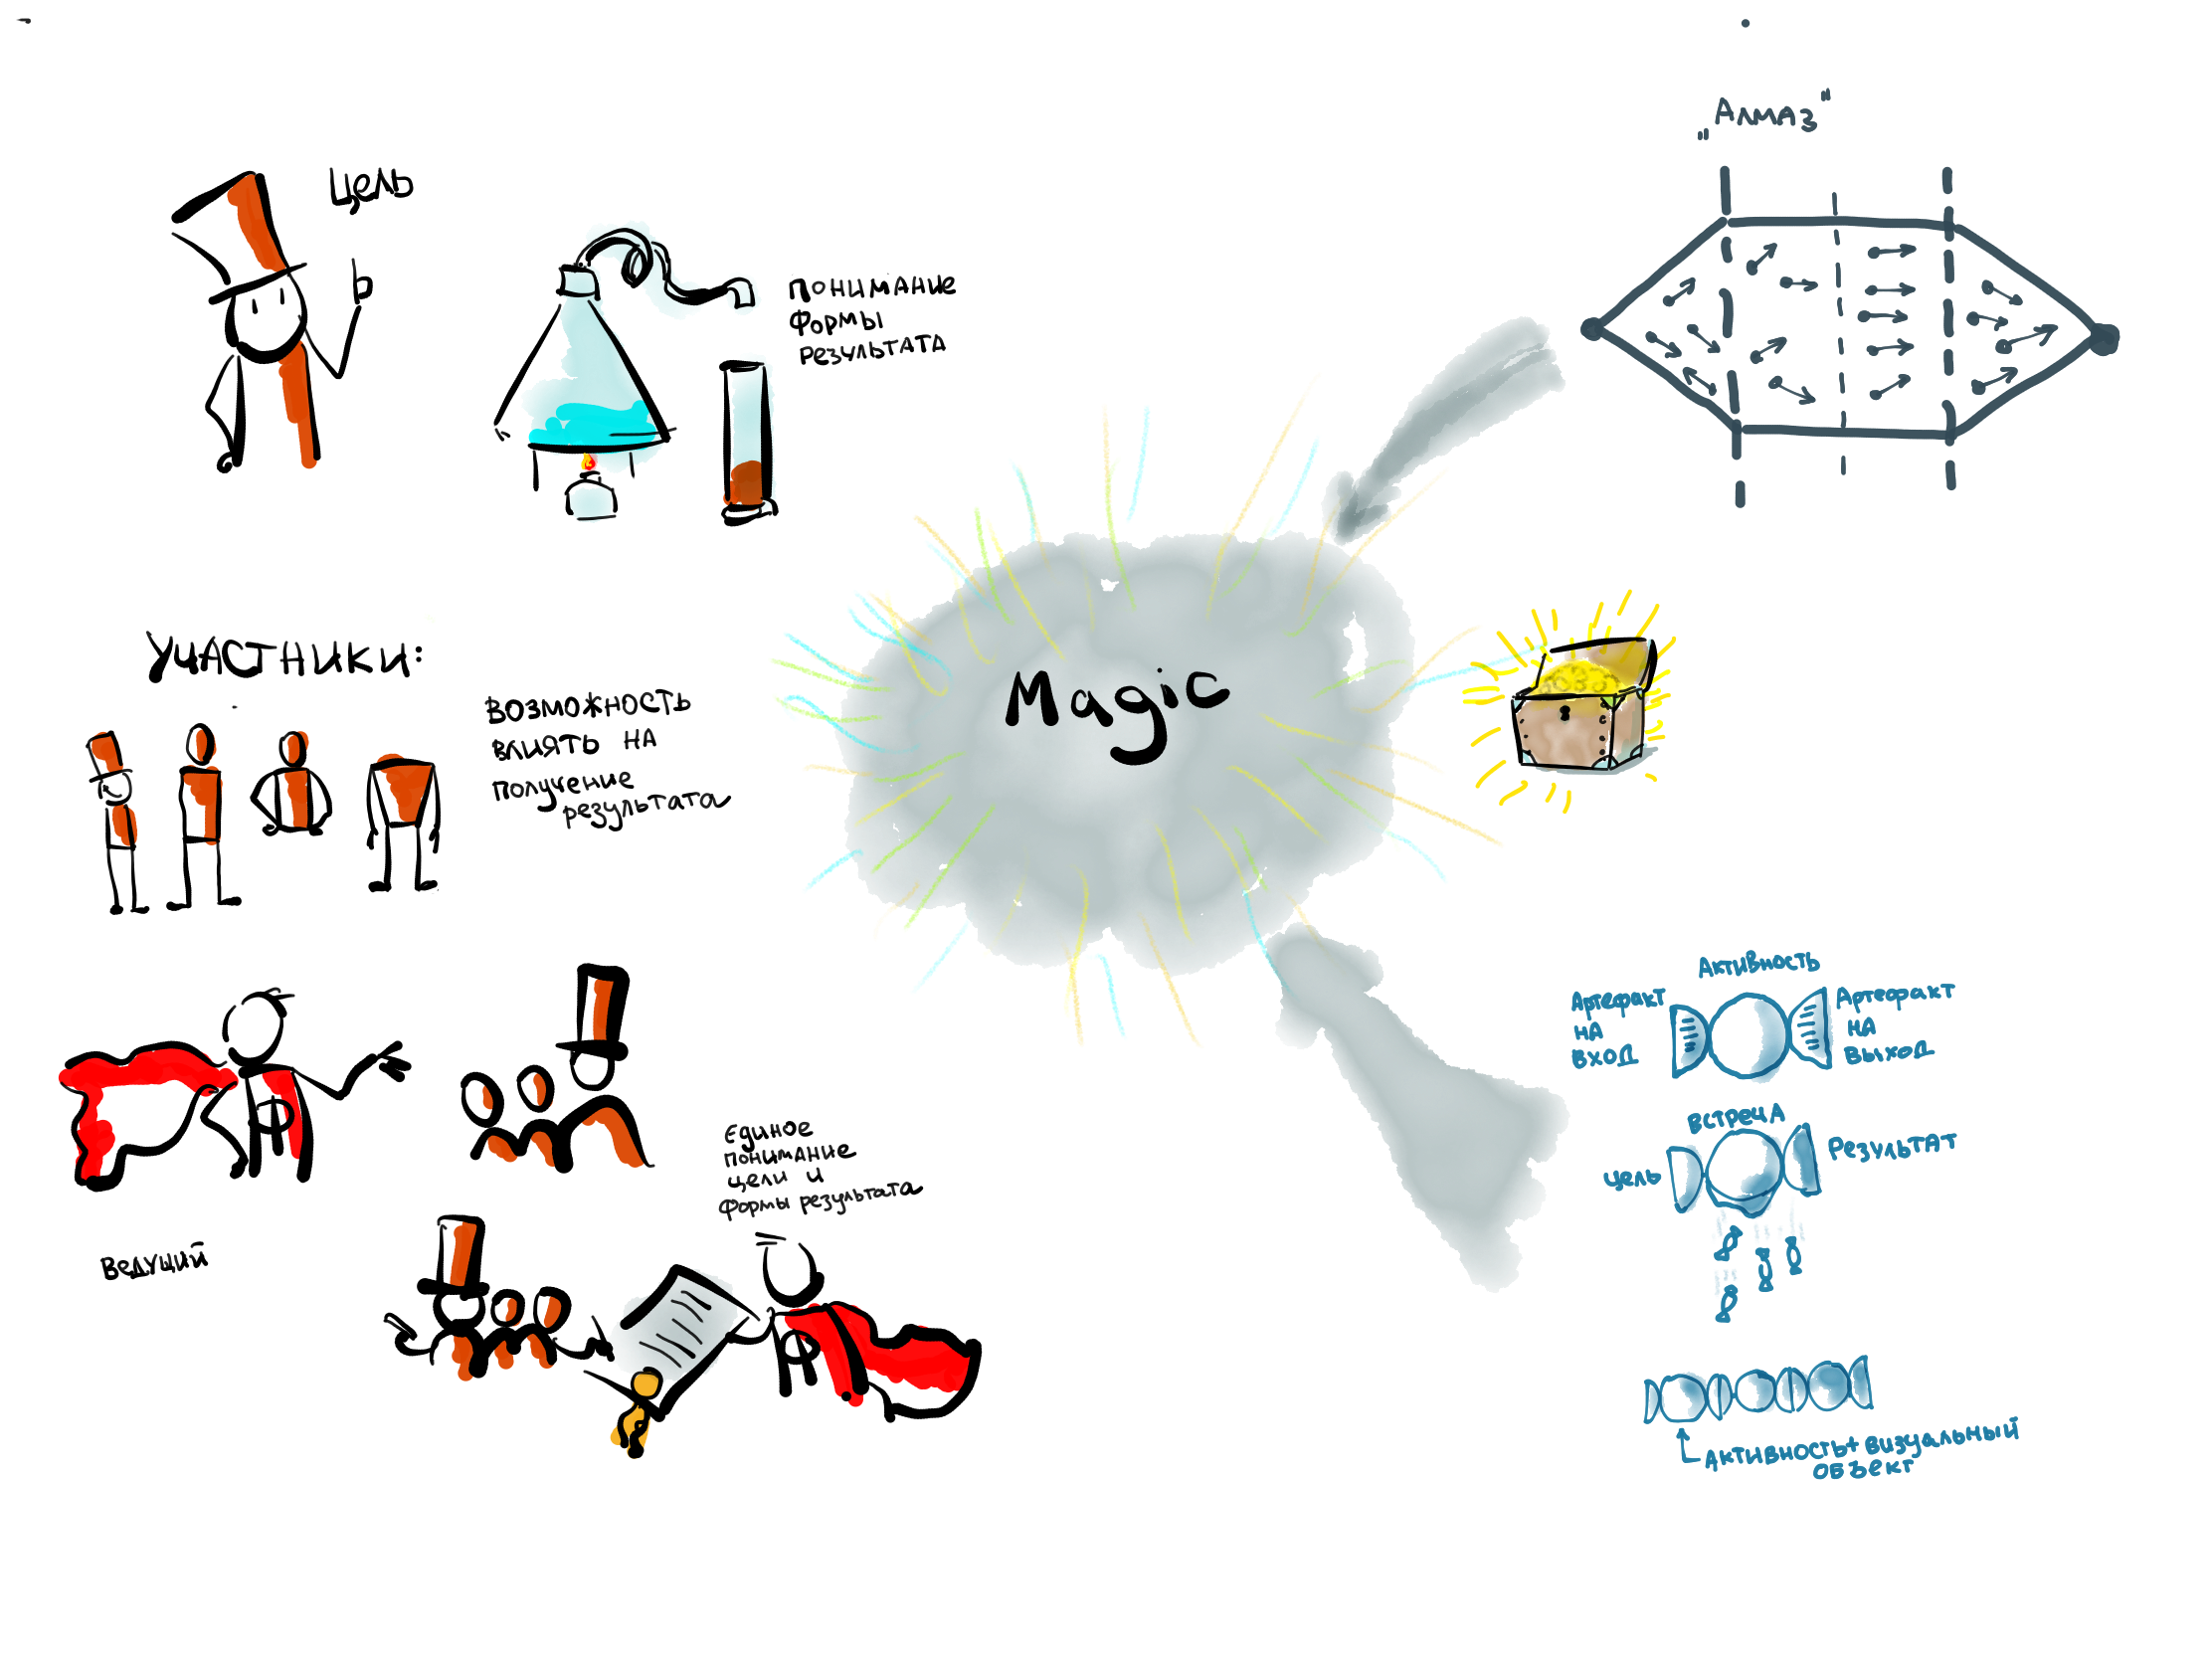 Цель
понимание
формы
результата
Участники:
возможность
влиять на
получение
результата
Ведущий
Ф
Единое
понимание
цели и
формы результата
Ф
Magic
„Алмаз"
Активность
Артефакт
на
вход
Артефакт
на
выход
Встреча
Цель
Результат
Активность+визуальный
объект